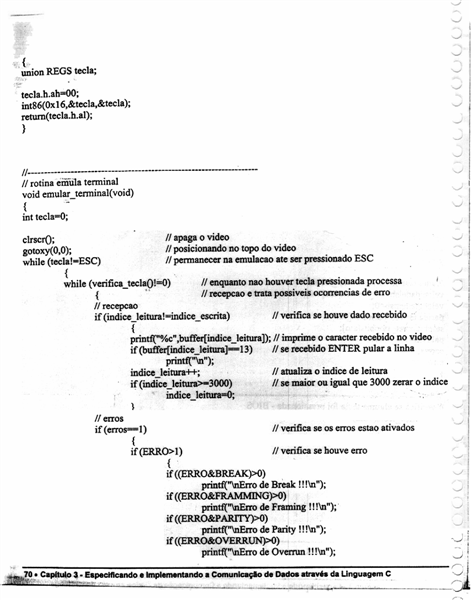 {
union REGS tecla;
tecla.h.ah=00;
int86(0x16,&tecla,&tecla);
return(tecla.h.al);
}
//----------------------------------------------------------------
// rotina emula terminal
void emular_terminal(void)
{
int tecla=0;
clrscr(); // apaga o video
gotoxy(0,0); // posicionando no topo do video
while (tecla!=ESC) // permanecer na emulacao ate ser pressionado ESC
{
while (verifica_tecla()!=0) // enquanto nao houver tecla pressionada processa
{ // recepcao e trata possiveis ocorrencias de erro
// recepcao
if (indice_leitura!=indice_escrita) // verifica se houve dado recebido
{
printf("%c",buffer[indice_leitura]); // imprime o caracter recebido no video
if (buffer[indice_leitura]==13) // se recebido ENTER pular a linha
printf("\n");
indice_leitura++; // atualiza o indice de leitura
if (indice_leitura>=3000) // se maior ou igual que 3000 zerar o indice
indice_leitura=0;
}
// erros
if (erros==1) // verifica se os erros estao ativados
{
if (ERRO>1) // verifica se houve erro
{
if ((ERRO&BREAK)>0)
printf("\nErro de Break !!!\n");
if ((ERRO&FRAMMING)>0)
printf("\nErro de Framing !!!\n");
if ((ERRO&PARITY)>0)
printf("\nErro de Parity !!!\n");
if ((ERRO&OVERRUN)>0)
printf("\nErro de Overrun !!!\n");
70 • Capítulo 3 - Especificando e Implementando a Comunicação de Dados através da Linguagem C